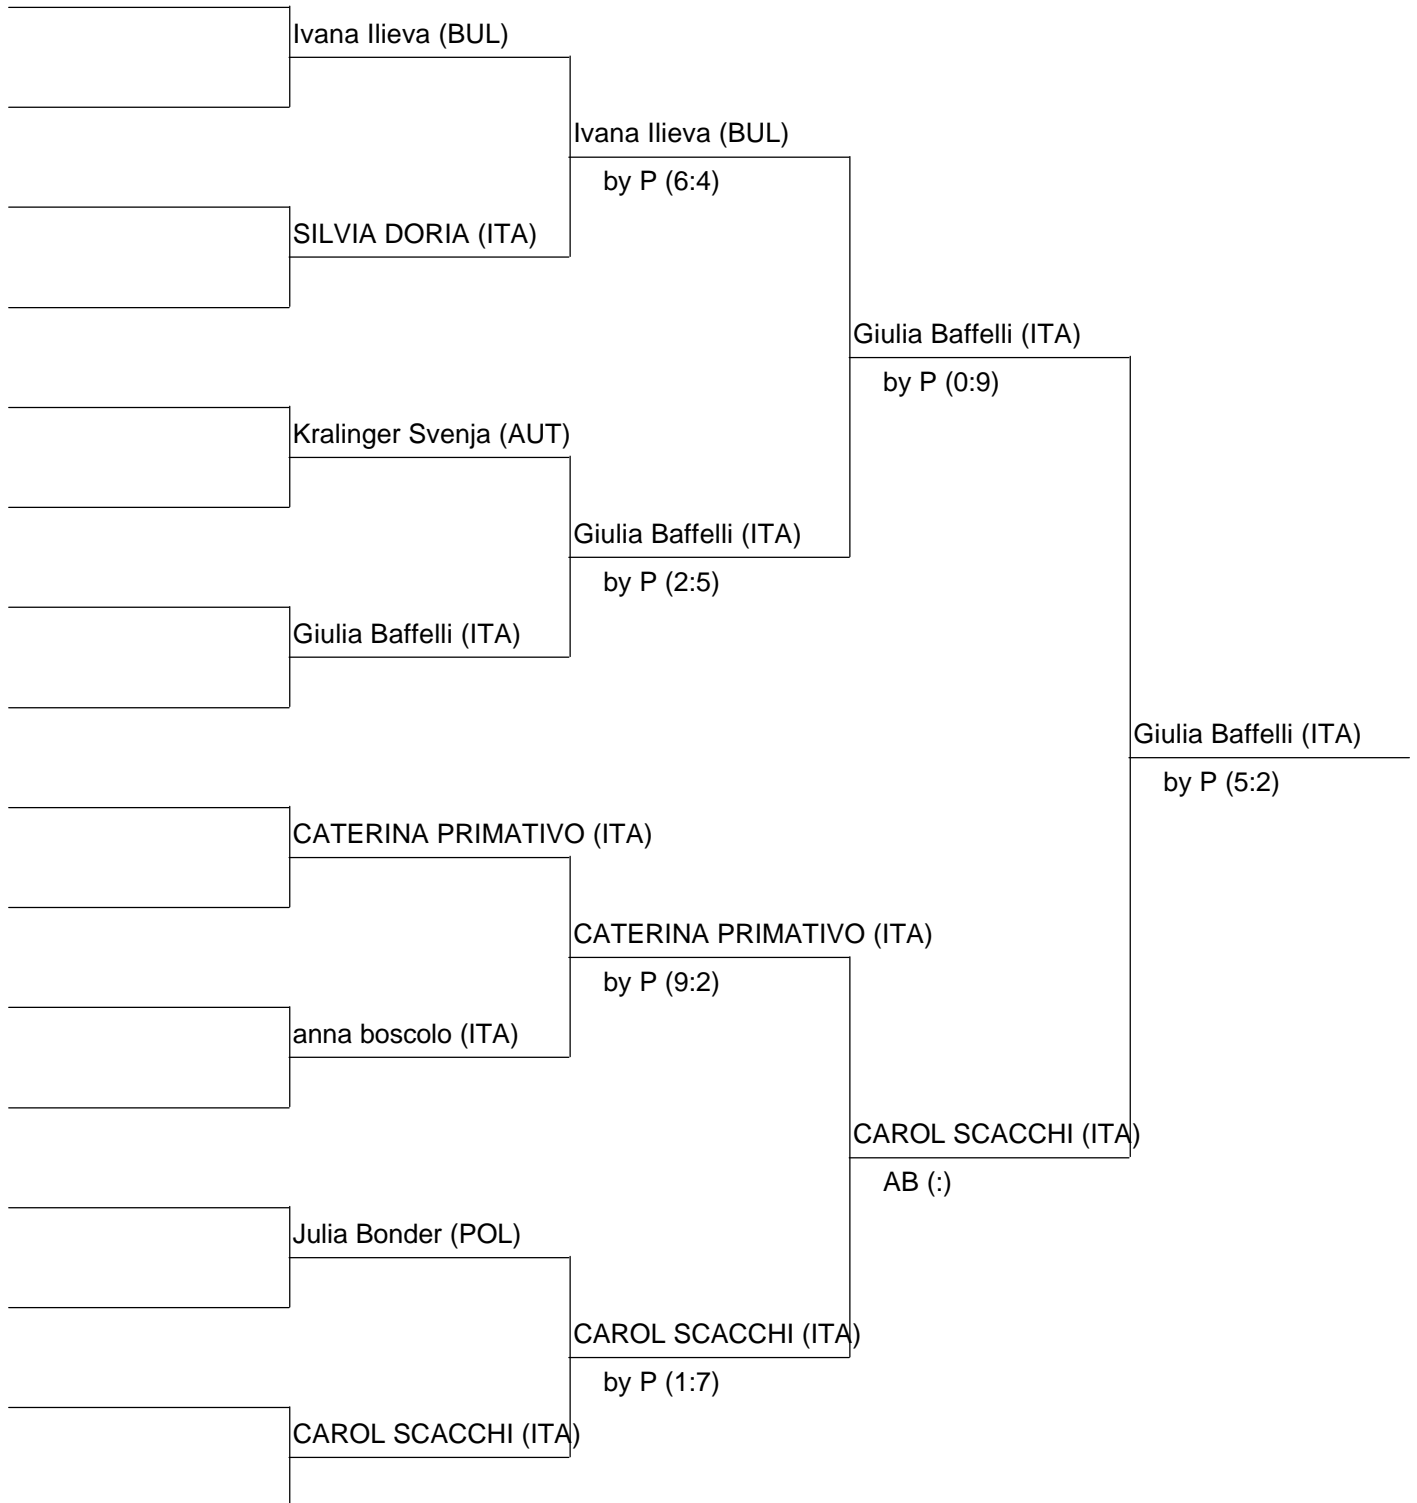 Ivana Ilieva (BUL)
Ivana Ilieva (BUL)
by P (6:4)
SILVIA DORIA (ITA)
Giulia Baffelli (ITA)
by P (0:9)
Kralinger Svenja (AUT)
Giulia Baffelli (ITA)
by P (2:5)
Giulia Baffelli (ITA)
Giulia Baffelli (ITA)
by P (5:2)
CATERINA PRIMATIVO (ITA)
CATERINA PRIMATIVO (ITA)
by P (9:2)
anna boscolo (ITA)
CAROL SCACCHI (ITA)
AB (:)
Julia Bonder (POL)
CAROL SCACCHI (ITA)
by P (1:7)
CAROL SCACCHI (ITA)